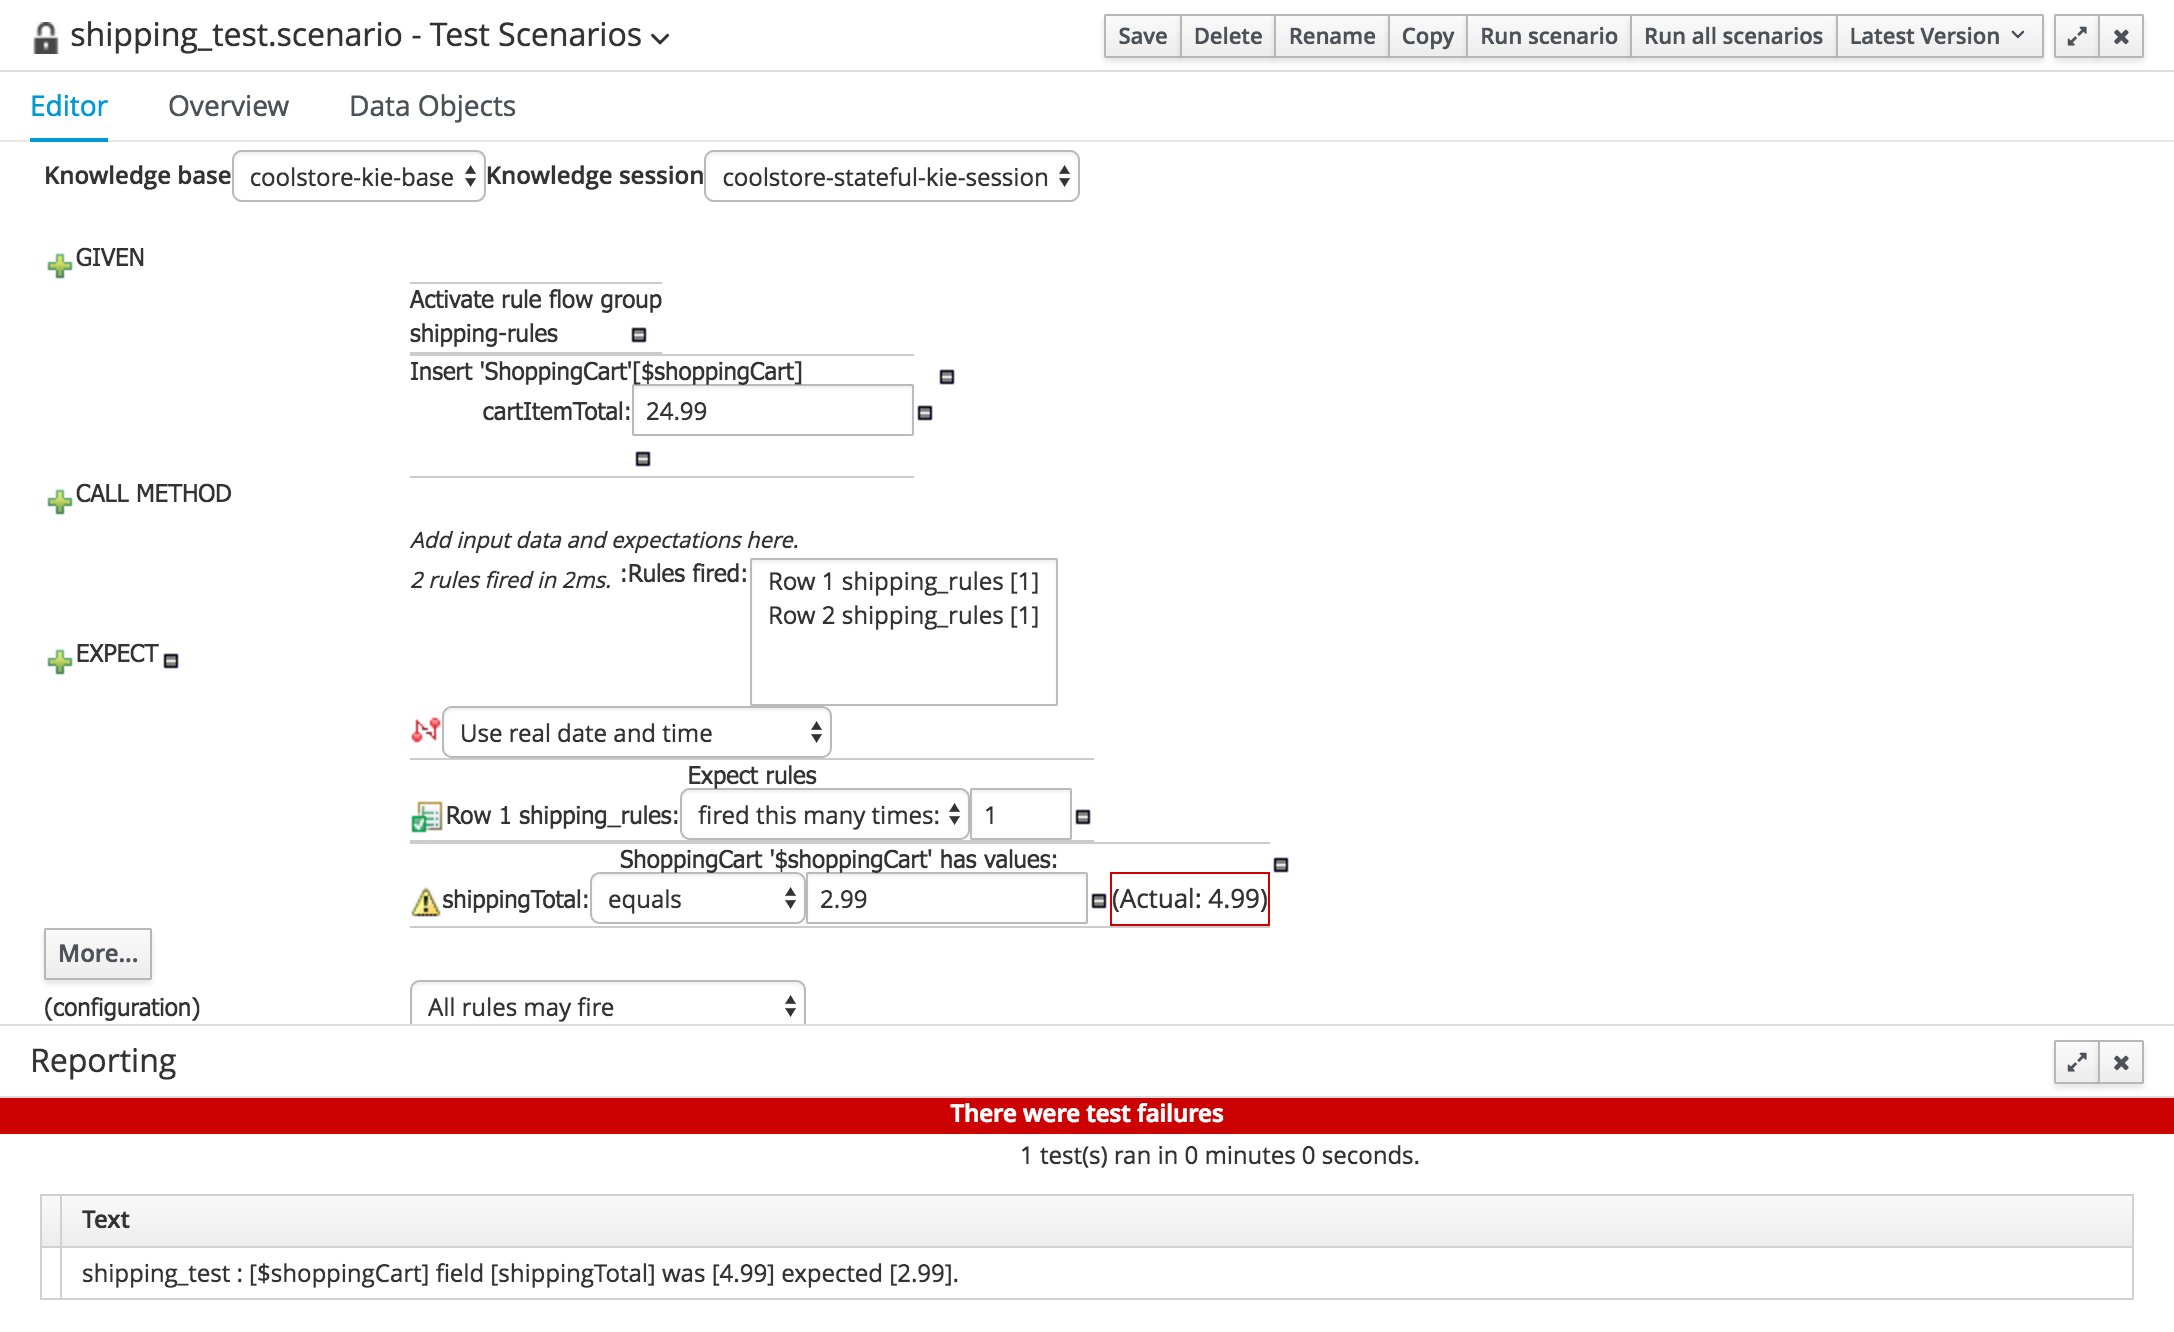 shipping_test.scenario - Test Scenarios
Save Delete Rename Copy Run scenario Run all scenarios Latest Version
Editor Overview Data Objects
Knowledge base coolstore-kie-base Knowledge session coolstore-stateful-kie-session
GIVEN
Activate rule flow group
shipping-rules
Insert 'ShoppingCart'[$shoppingCart]
cartItemTotal: 24.99
CALL METHOD
Add input data and expectations here.
2 rules fired in 2ms. :Rules fired: Row 1 shipping_rules [1]
Row 2 shipping_rules [1]
EXPECT
Use real date and time
Expect rules
Row 1 shipping_rules: fired this many times: 1
ShoppingCart '$shoppingCart' has values:
shippingTotal: equals 2.99 (Actual: 4.99)
More...
(configuration) All rules may fire
Reporting
There were test failures
1 test(s) ran in 0 minutes 0 seconds.
Text
shipping_test : [$shoppingCart] field [shippingTotal] was [4.99] expected [2.99].